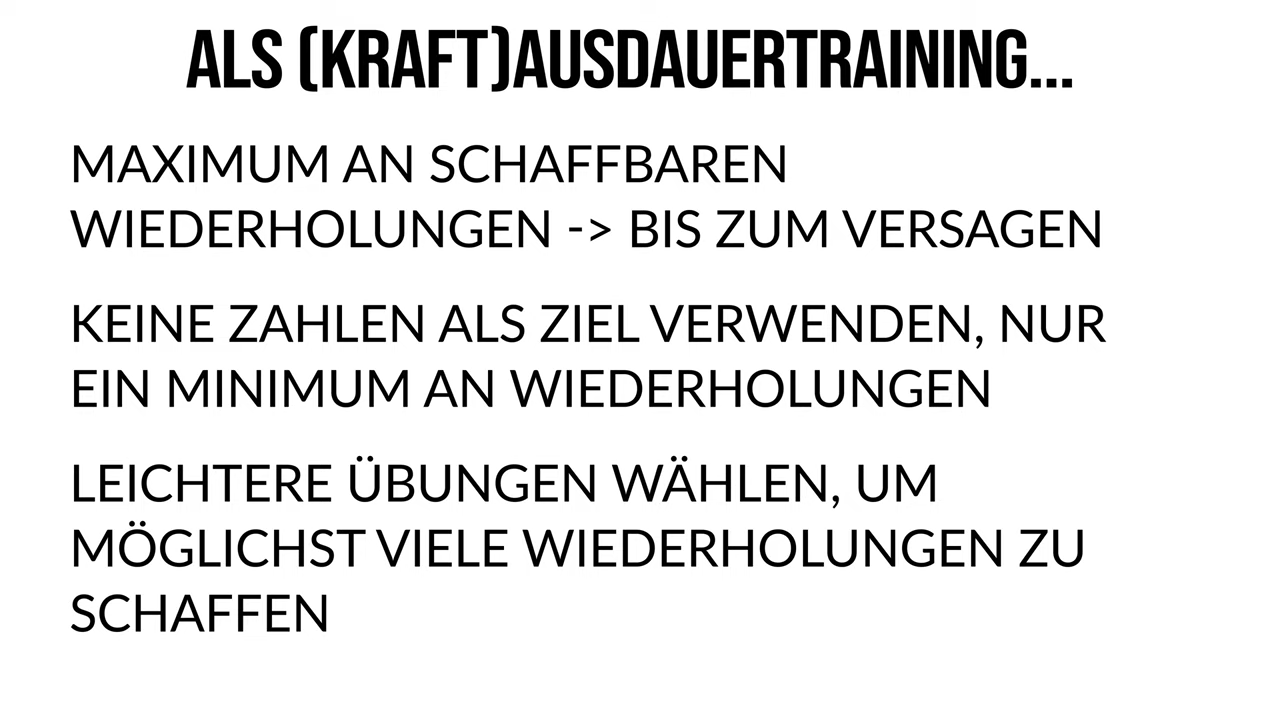 ALS (KRAFT)AUSDAUERTRAINING...
MAXIMUM AN SCHAFFBAREN
WIEDERHOLUNGEN -> BIS ZUM VERSAGEN
KEINE ZAHLEN ALS ZIEL VERWENDEN, NUR
EIN MINIMUM AN WIEDERHOLUNGEN
LEICHTERE ÜBUNGEN WÄHLEN, UM
MÖGLICHST VIELE WIEDERHOLUNGEN ZU
SCHAFFEN